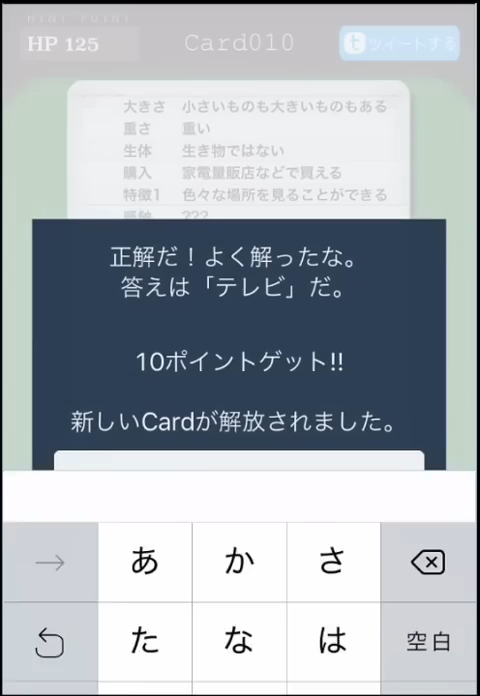 HINT POINT
HP 125
Card010
ツイートする
大きさ 小さいものも大きいものもある
重さ 重い
生体 生き物ではない
購入 家電量販店などで買える
特徴1 色々な場所を見ることができる
???
正解だ！よく解ったな。
答えは「テレビ」だ。
10ポイントゲット!!
新しいCardが解放されました。
→ あ か さ
た な は 空白